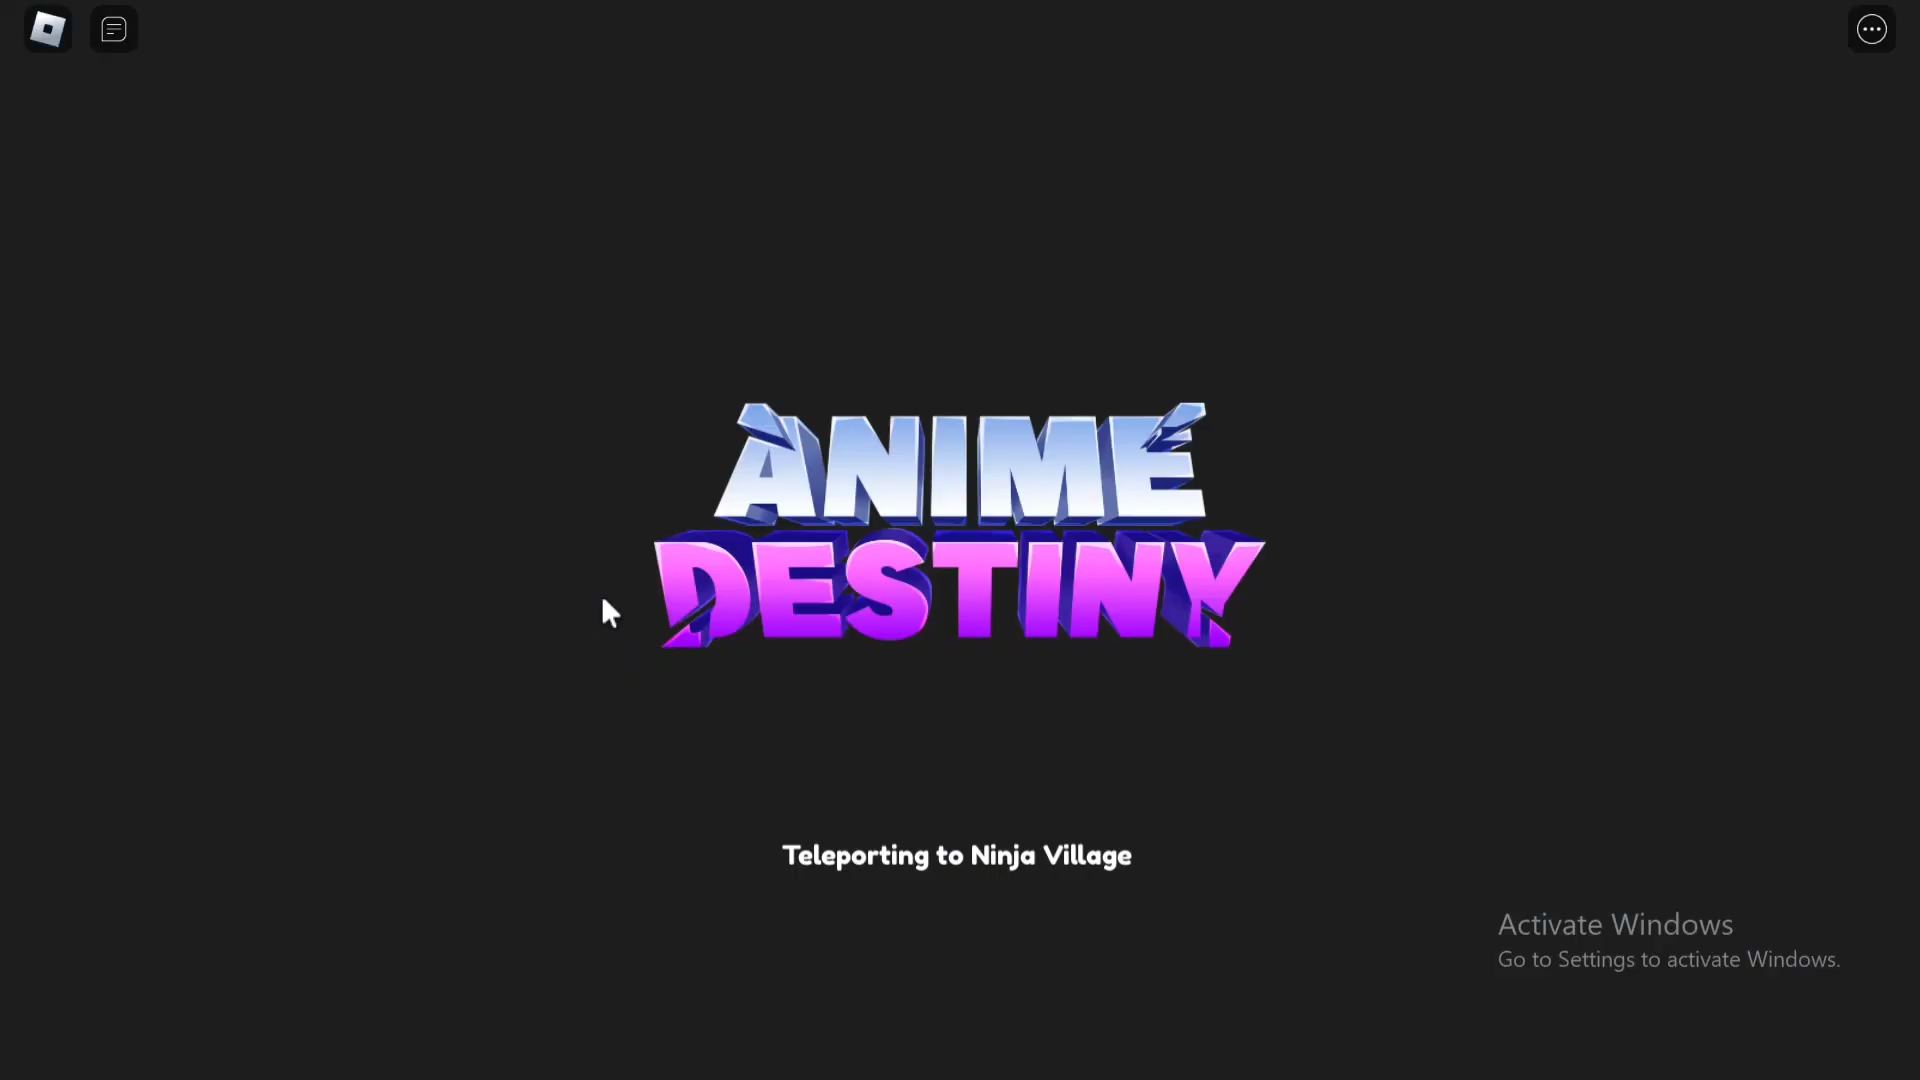 ANIME
DESTINY
Teleporting to Ninja Village
Activate Windows
Go to Settings to activate Windows.